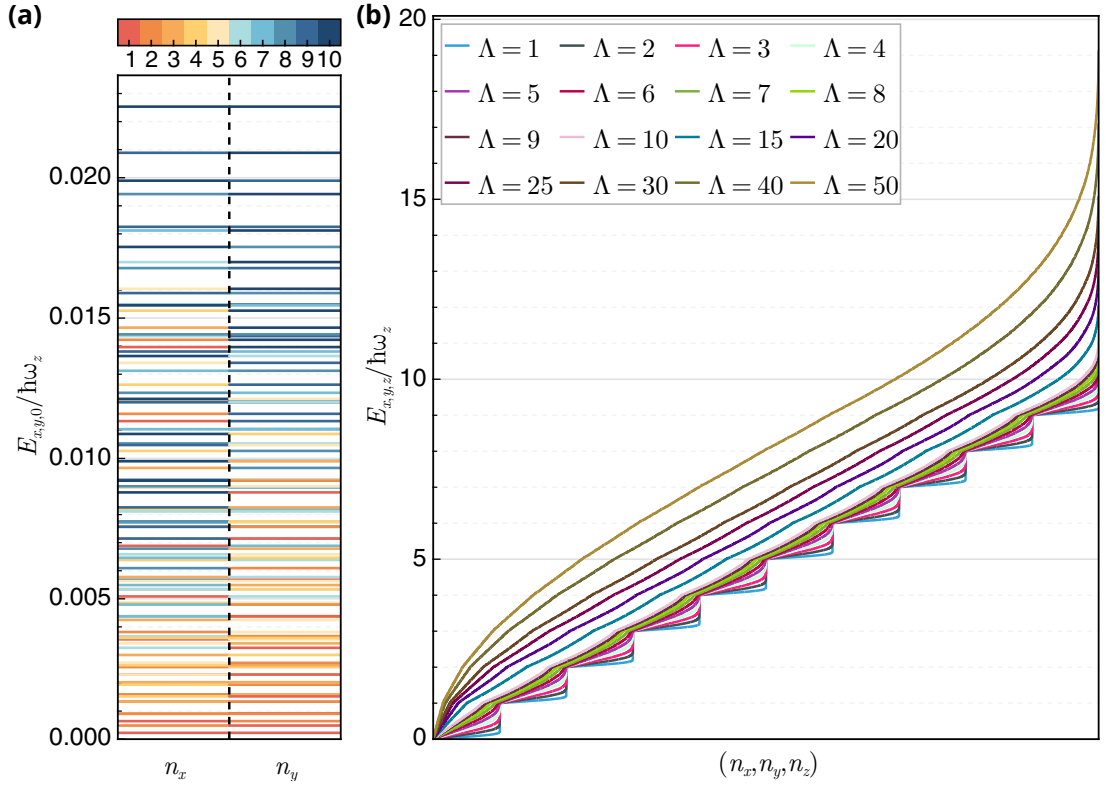 (a)
1 2 3 4 5 6 7 8 9 10
0.020
0.015
0.010
0.005
0.000
E_{x,y,0}/ħω_z
n_x n_y
(b)
20
15
10
5
0
E_{x,y,z}/ħω_z
Λ = 1 Λ = 2 Λ = 3 Λ = 4
Λ = 5 Λ = 6 Λ = 7 Λ = 8
Λ = 9 Λ = 10 Λ = 15 Λ = 20
Λ = 25 Λ = 30 Λ = 40 Λ = 50
(n_x, n_y, n_z)